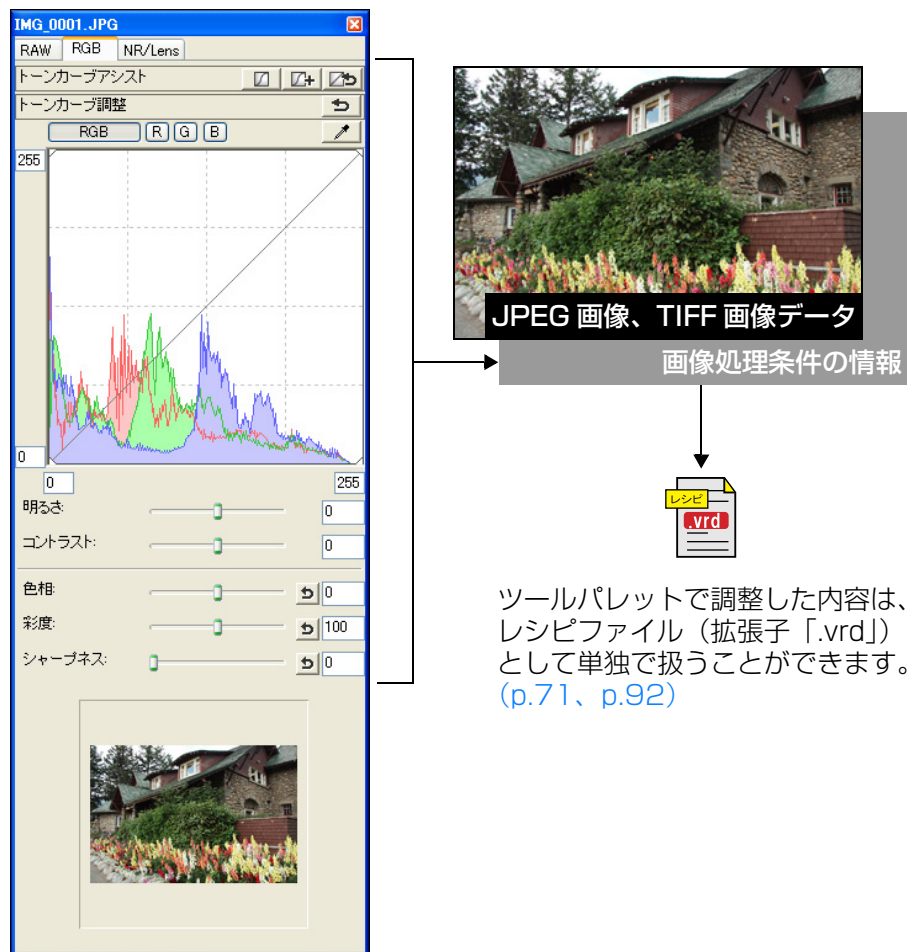 IMG_0001.JPG
RAW RGB NR/Lens
トーンカーブアシスト
トーンカーブ調整
RGB R G B
255
0
0 255
明るさ: 0
コントラスト: 0
色相: 0
彩度: 100
シャープネス: 0
JPEG 画像、TIFF 画像データ
画像処理条件の情報
レシピ
.vrd
ツールパレットで調整した内容は、
レシピファイル（拡張子「.vrd」）
として単独で扱うことができます。
（p.71、p.92）